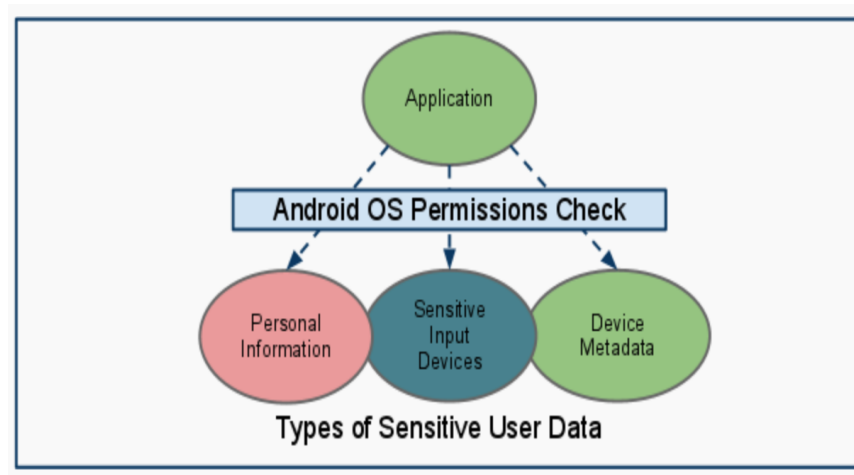 Application
Android OS Permissions Check
Personal
Information
Sensitive
Input
Devices
Device
Metadata
Types of Sensitive User Data